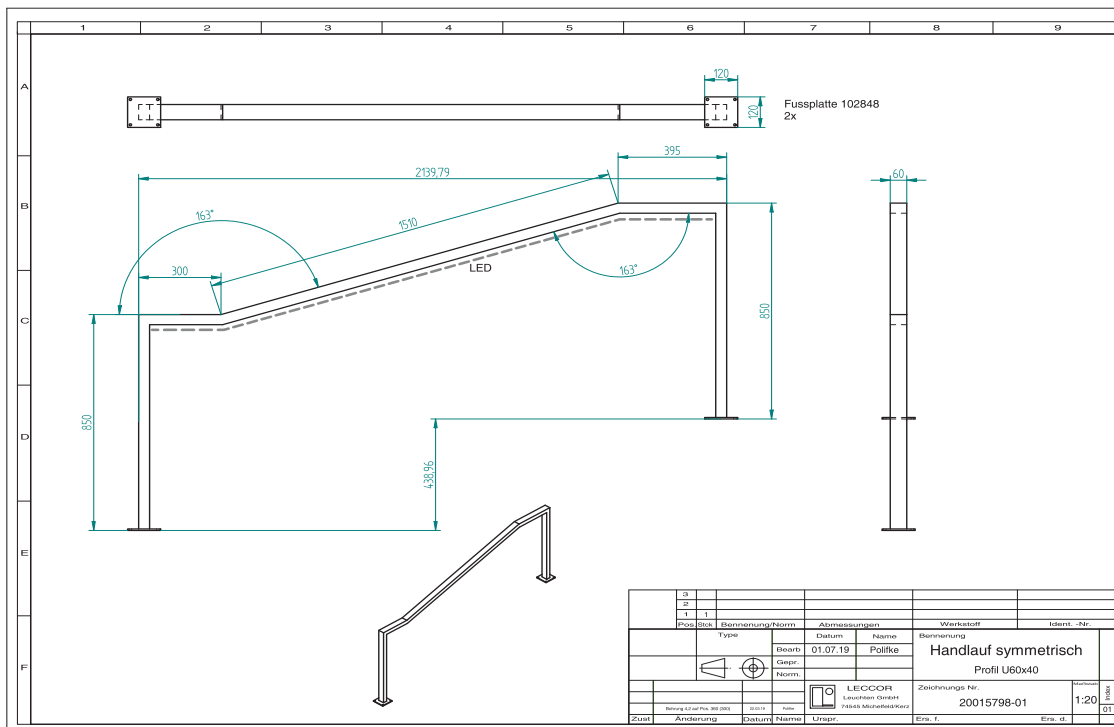 1 2 3 4 5 6 7 8 9
A
B
C
D
E
F
120
120
Fussplatte 102848
2x
395
2139,79
60
163°
1510
LED
163°
300
850
850
438,96
3
2
1 1
Pos. Stck Bennenung/Norm Abmessungen Werkstoff Ident. -Nr.
Type Datum Name Bennenung
Bearb 01.07.19 Polifke Handlauf symmetrisch
Gepr.
Norm. Profil U60x40
LECCOR
Leuchten GmbH
74545 Michelfeld/Kerz
Zeichnungs Nr.
20015798-01
1:20
Index
01
Zust Änderung Datum Name Urspr. Ers. f. Ers. d.